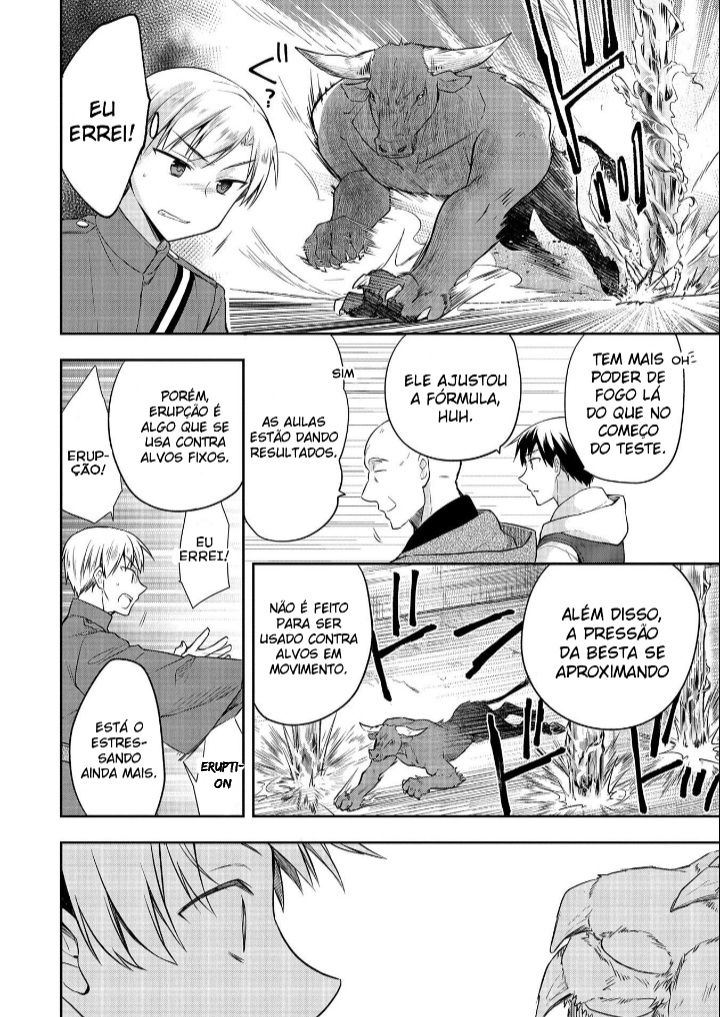 EU
ERREI!
TEM MAIS
PODER DE
FOGO LÁ
DO QUE NO
COMEÇO
DO TESTE.
OH
ELE AJUSTOU
A FÓRMULA,
HUH.
SIM
AS AULAS
ESTÃO DANDO
RESULTADOS.
PORÉM,
ERUPÇÃO É
ALGO QUE SE
USA CONTRA
ALVOS FIXOS.
ERUP-
ÇÃO!
EU
ERREI!
ALÉM DISSO,
A PRESSÃO
DA BESTA SE
APROXIMANDO
NÃO É FEITO
PARA SER
USADO CONTRA
ALVOS EM
MOVIMENTO.
ESTÁ O
ESTRES-
SANDO
AINDA MAIS.
ERUPTI-
ON